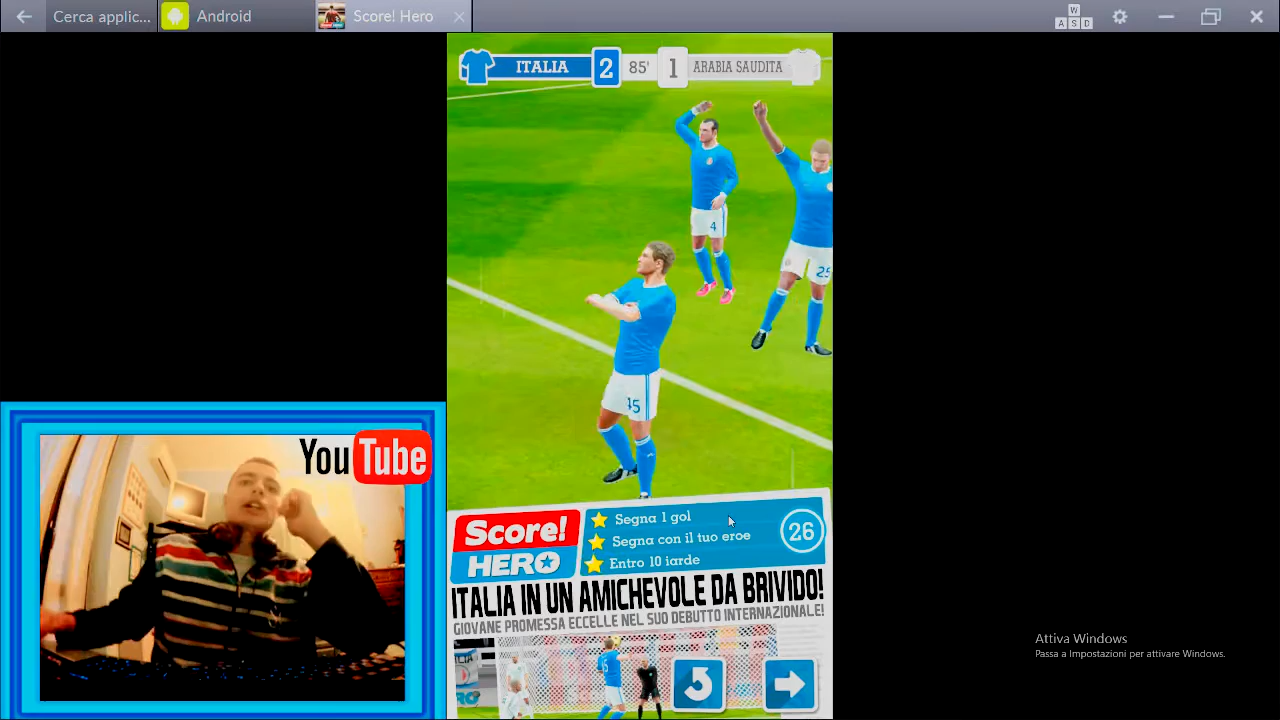 Cerca applic...
Android
Score! Hero
W
A S D
ITALIA 2 85' 1 ARABIA SAUDITA
4
25
45
YouTube
Score!
HERO
Segna 1 gol
Segna con il tuo eroe
Entro 10 iarde
26
ITALIA IN UN AMICHEVOLE DA BRIVIDO!
GIOVANE PROMESSA ECCELLE NEL SUO DEBUTTO INTERNAZIONALE!
Attiva Windows
Passa a Impostazioni per attivare Windows.